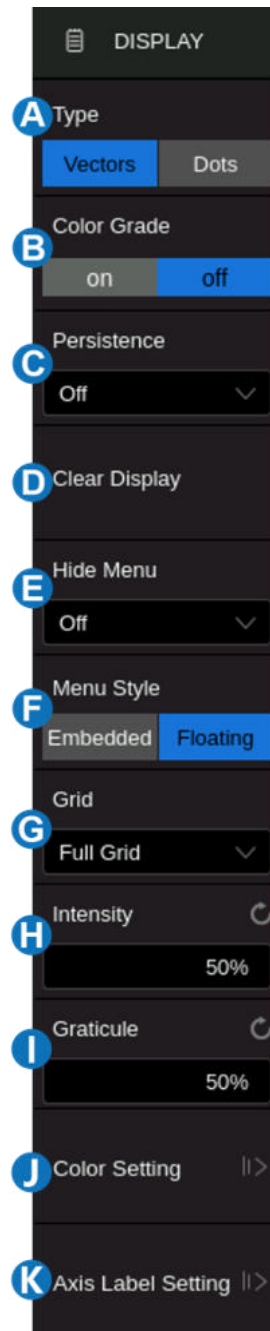 DISPLAY
A Type
Vectors Dots
B Color Grade
on off
C Persistence
Off
D Clear Display
E Hide Menu
Off
F Menu Style
Embedded Floating
G Grid
Full Grid
H Intensity
50%
I Graticule
50%
J Color Setting
K Axis Label Setting